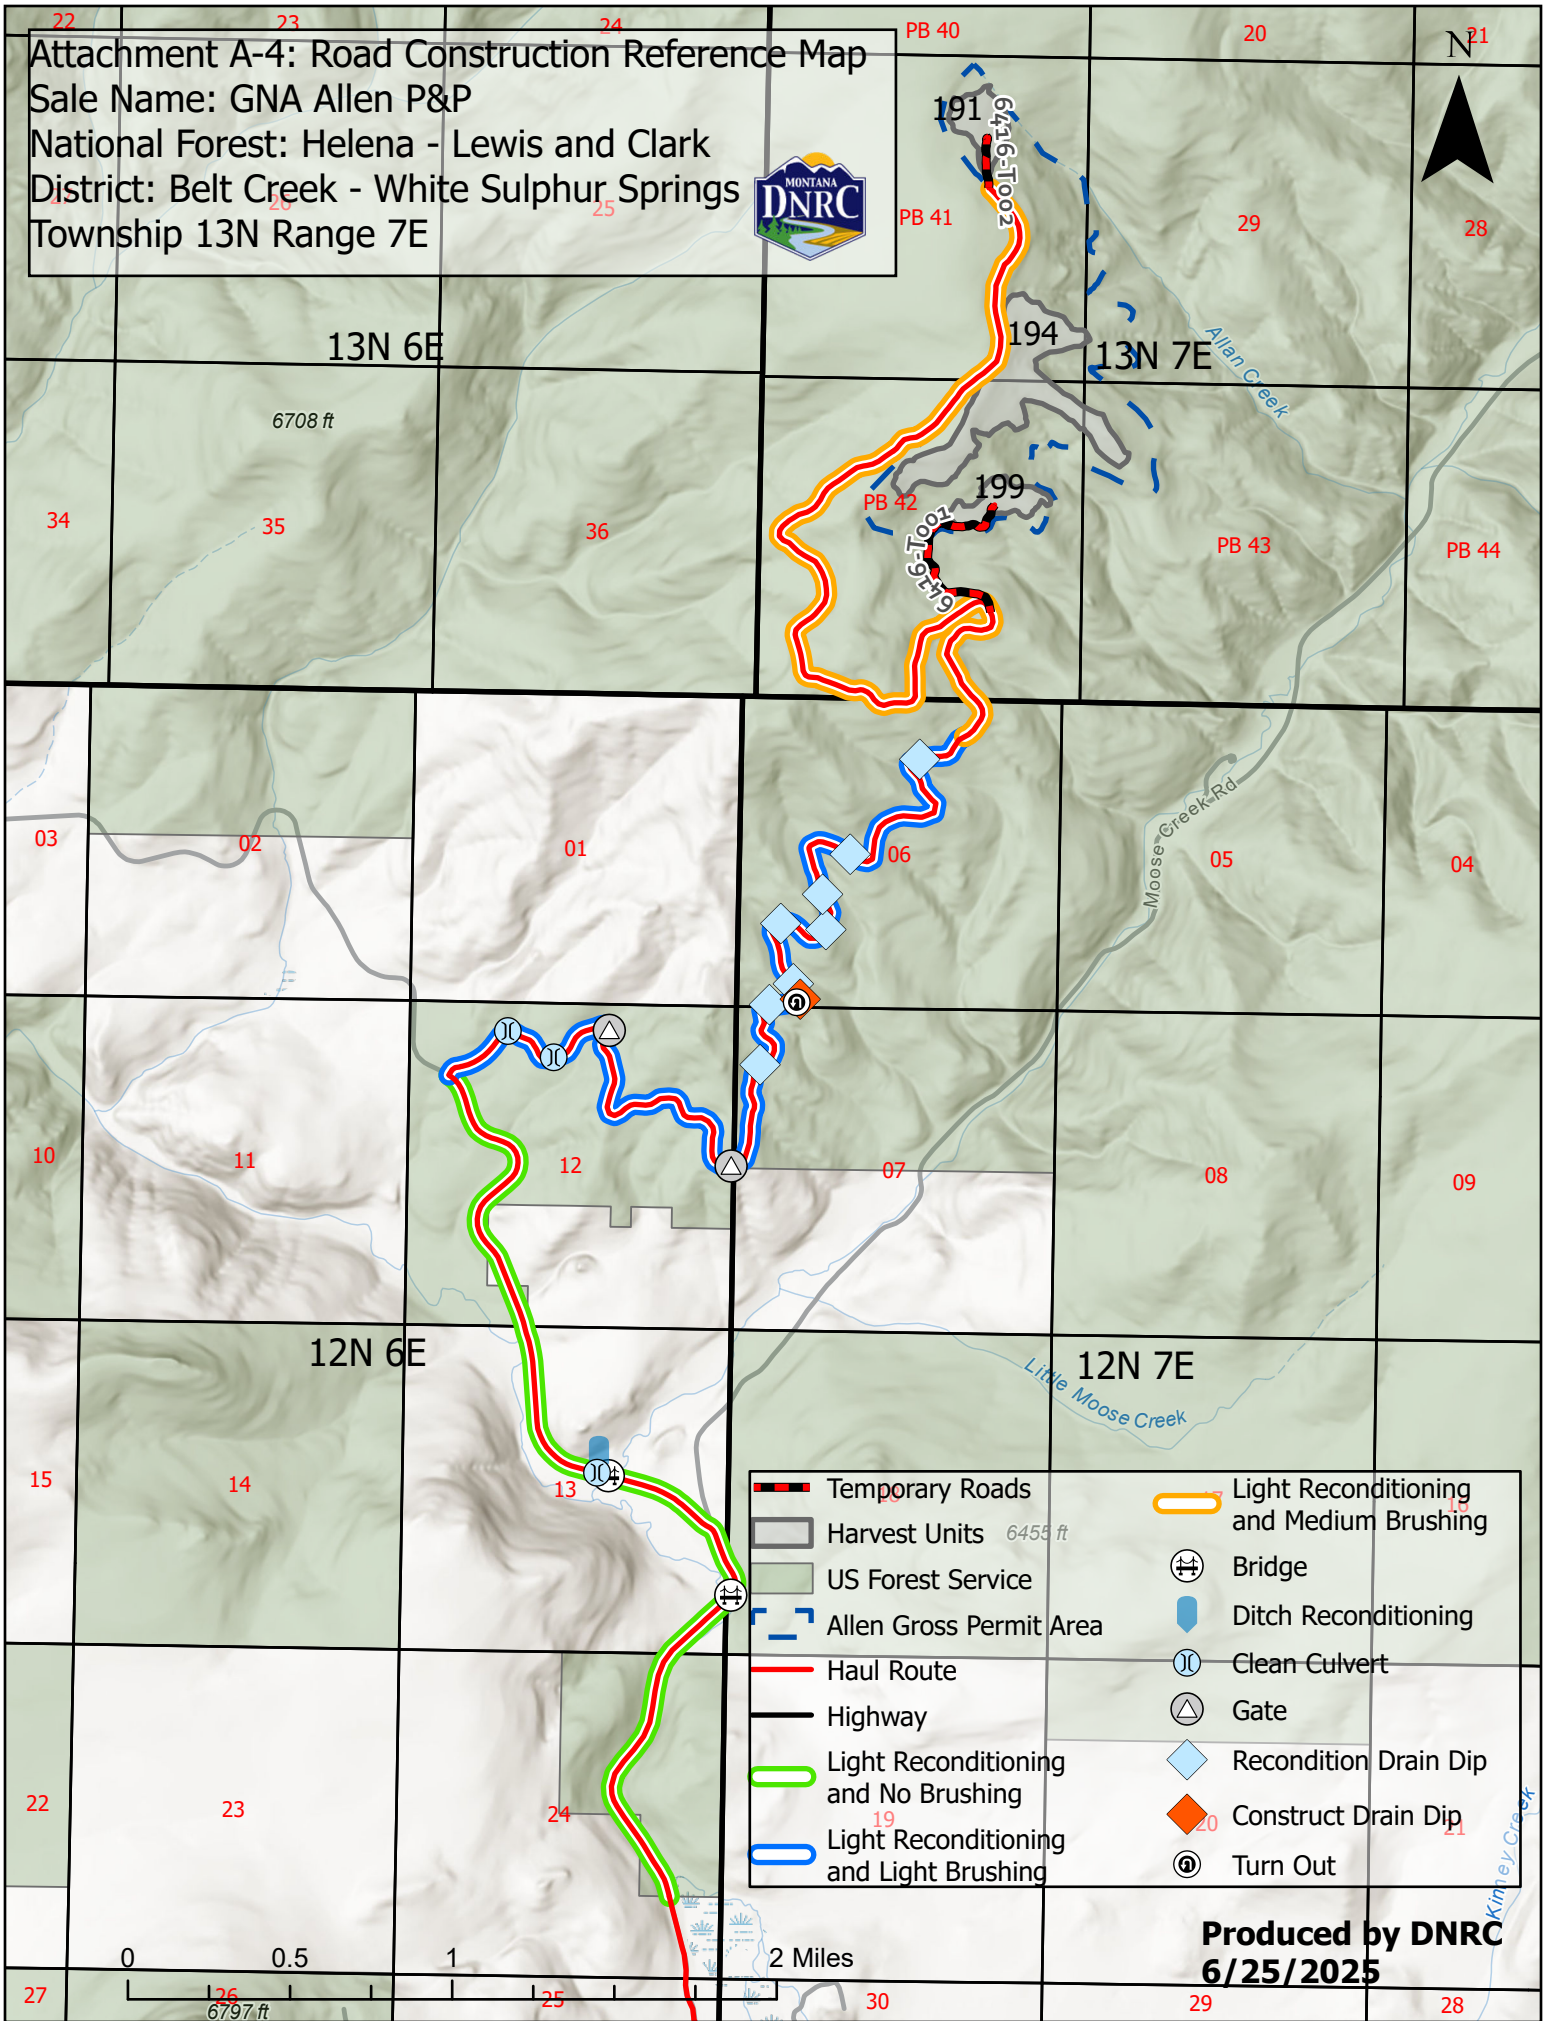 22
23
24
PB 40
20
21
N
Attachment A-4: Road Construction Reference Map
Sale Name: GNA Allen P&P
National Forest: Helena - Lewis and Clark
District: Belt Creek - White Sulphur Springs
Township 13N Range 7E
27
26
25
MONTANA
DNRC
191
6416-T002
PB 41
29
28
13N 6E
194
13N 7E
Allan Creek
6708 ft
34
35
36
PB 42
199
6416-T001
PB 43
PB 44
03
02
01
06
Moose Creek Rd
05
04
10
11
12
07
08
09
12N 6E
12N 7E
Little Moose Creek
15
14
13
18
17
16
6455 ft
Temporary Roads
Harvest Units
US Forest Service
Allen Gross Permit Area
Haul Route
Highway
Light Reconditioning
and No Brushing
Light Reconditioning
and Light Brushing
Light Reconditioning
and Medium Brushing
Bridge
Ditch Reconditioning
Clean Culvert
Gate
Recondition Drain Dip
Construct Drain Dip
Turn Out
22
23
24
19
20
21
Kinney Creek
Produced by DNRC
6/25/2025
0
0.5
1
2 Miles
27
26
6797 ft
25
30
29
28